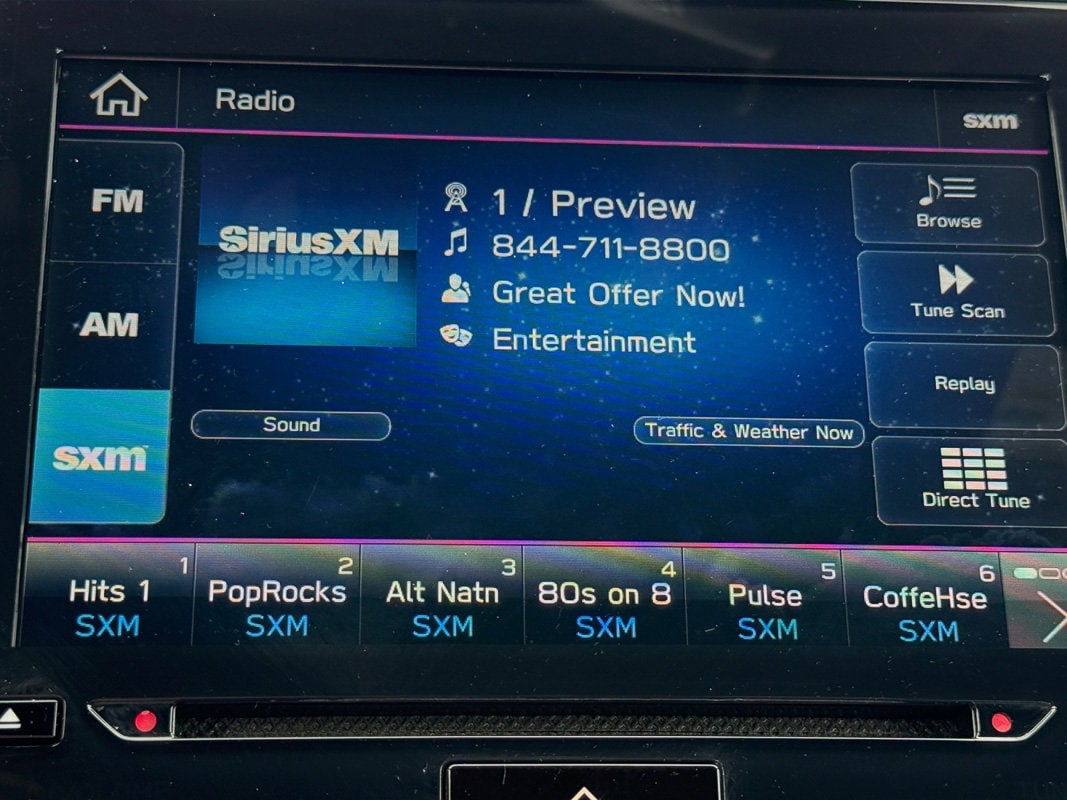 Radio
sxm
FM
AM
sxm
SiriusXM
1 / Preview
844-711-8800
Great Offer Now!
Entertainment
Sound
Traffic & Weather Now
Browse
Tune Scan
Replay
Direct Tune
1
Hits 1
SXM
2
PopRocks
SXM
3
Alt Natn
SXM
4
80s on 8
SXM
5
Pulse
SXM
6
CoffeHse
SXM